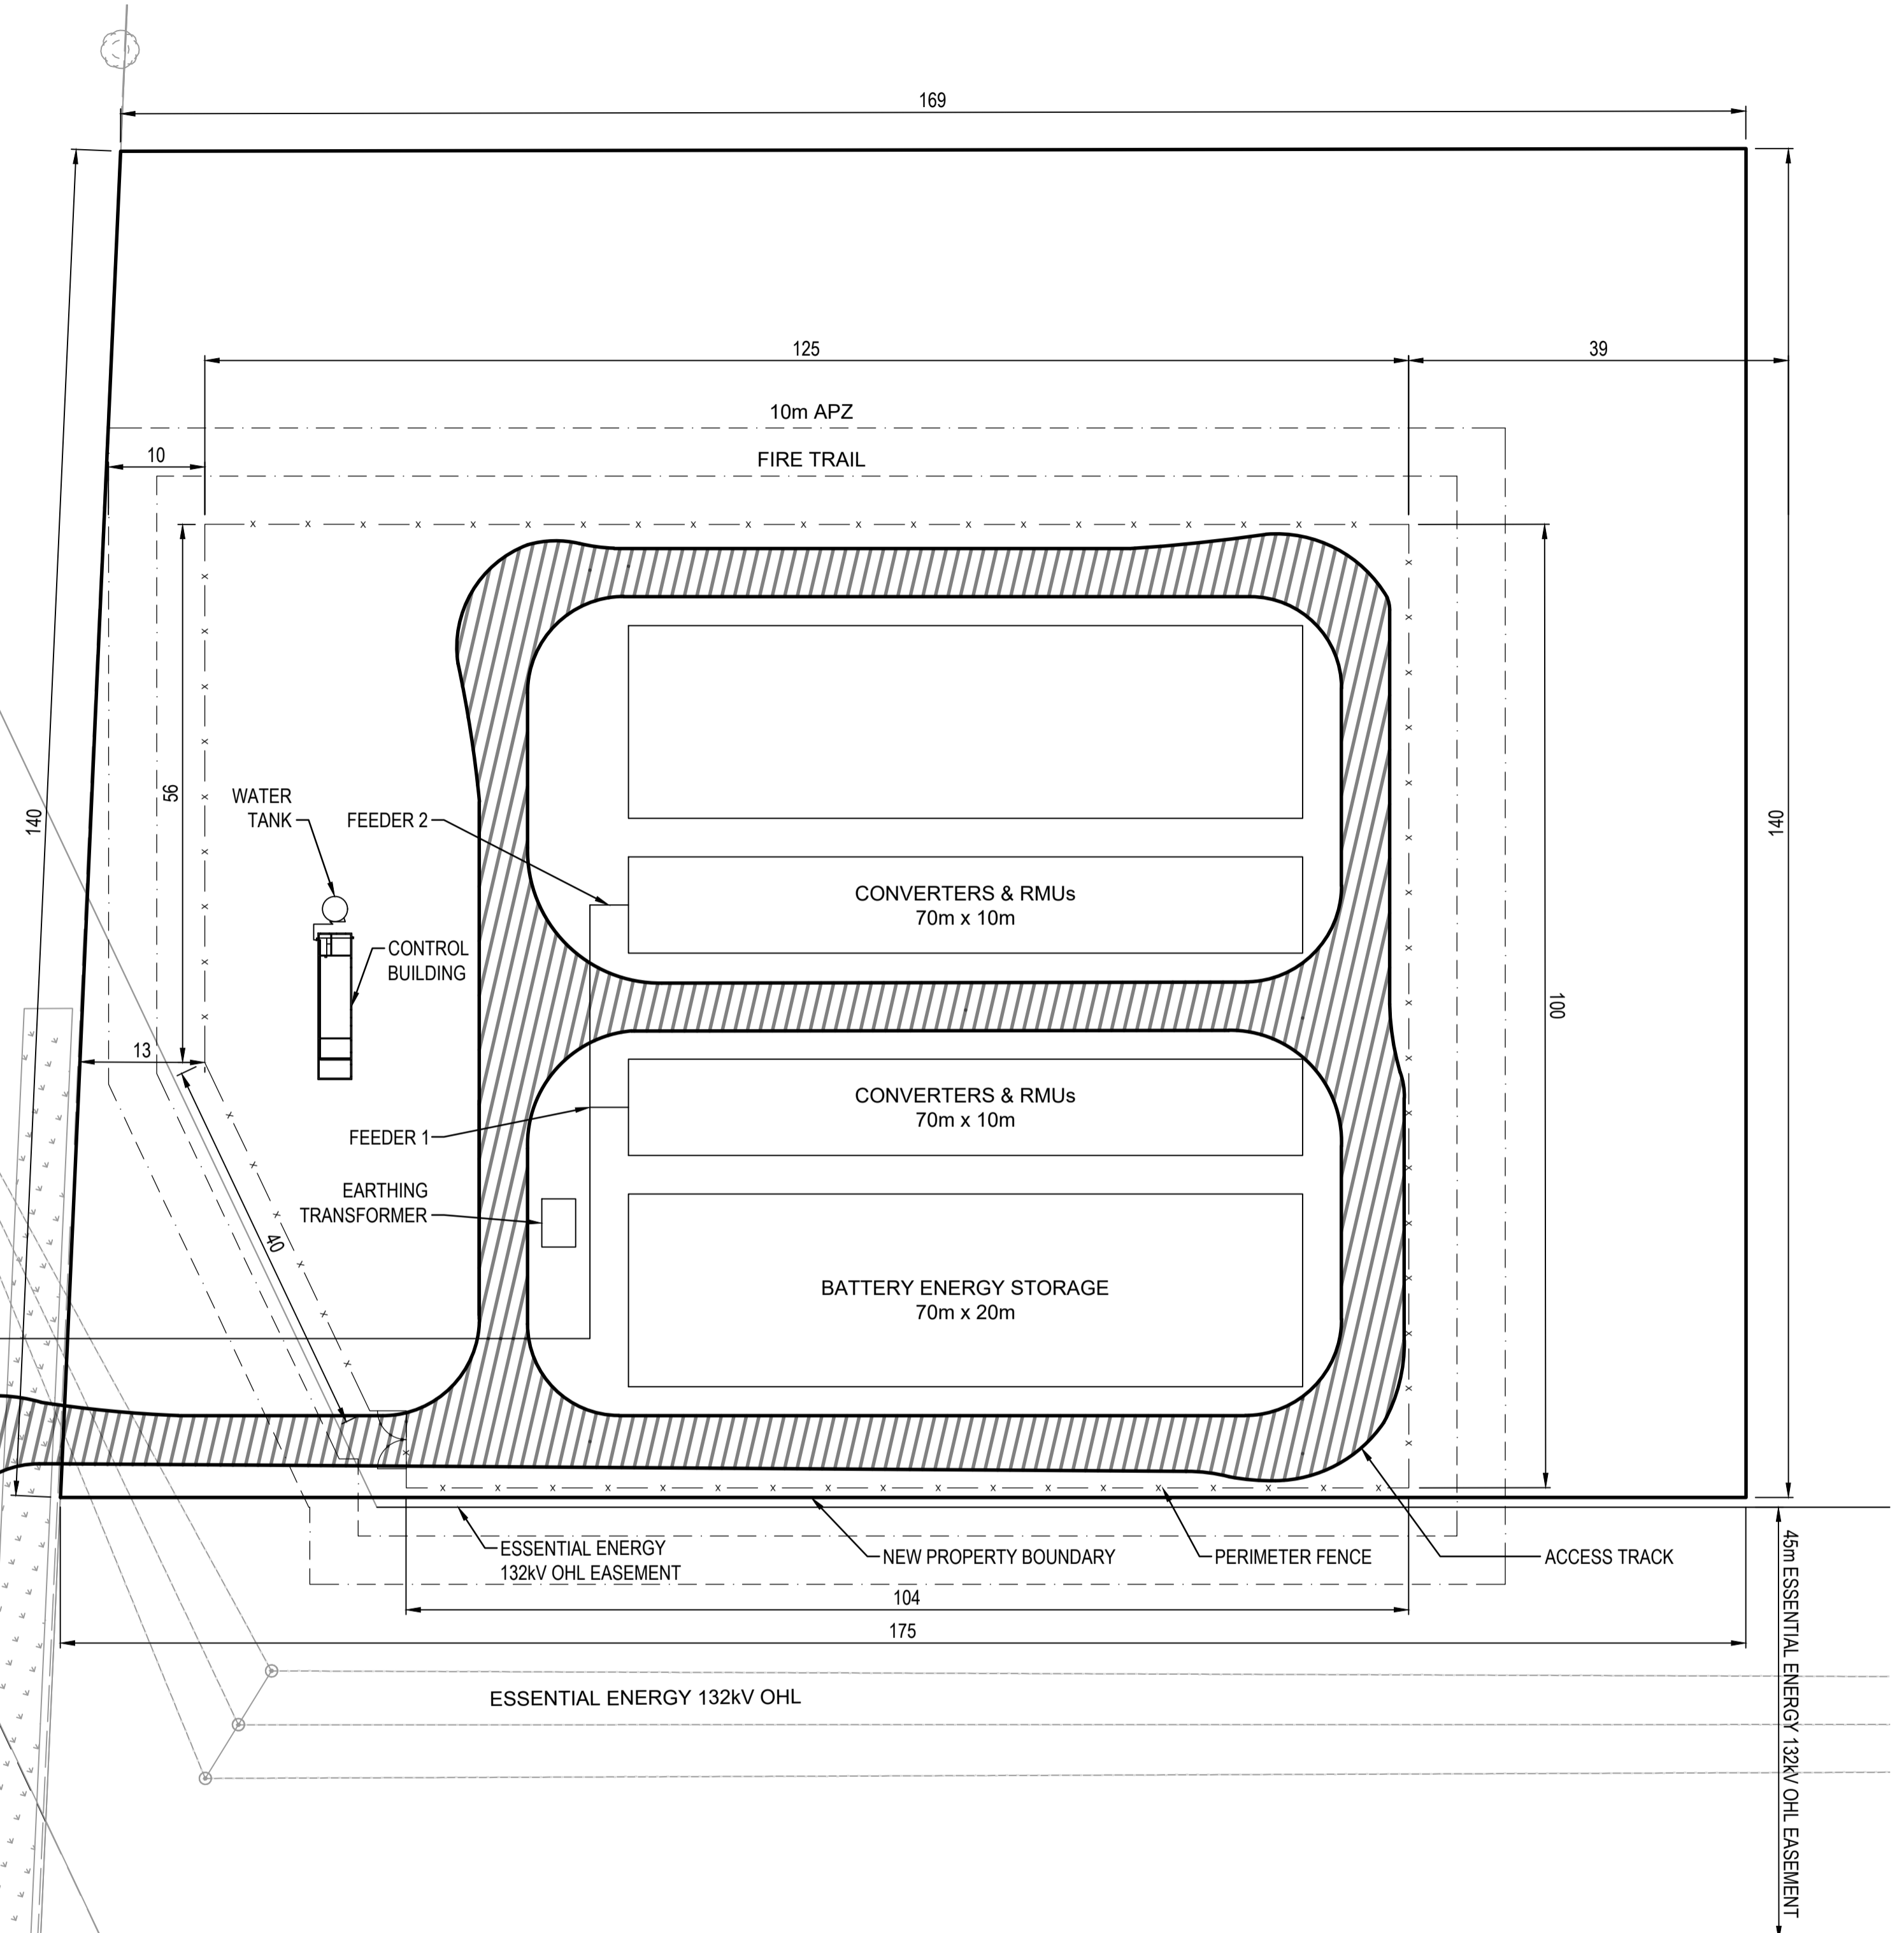 169
125
39
10m APZ
10
FIRE TRAIL
56
140
140
WATER
TANK
FEEDER 2
CONVERTERS & RMUs
70m x 10m
CONTROL
BUILDING
100
13
CONVERTERS & RMUs
70m x 10m
FEEDER 1
EARTHING
TRANSFORMER
40
BATTERY ENERGY STORAGE
70m x 20m
ESSENTIAL ENERGY
132kV OHL EASEMENT
NEW PROPERTY BOUNDARY
PERIMETER FENCE
ACCESS TRACK
104
175
ESSENTIAL ENERGY 132kV OHL
45m ESSENTIAL ENERGY 132kV OHL EASEMENT